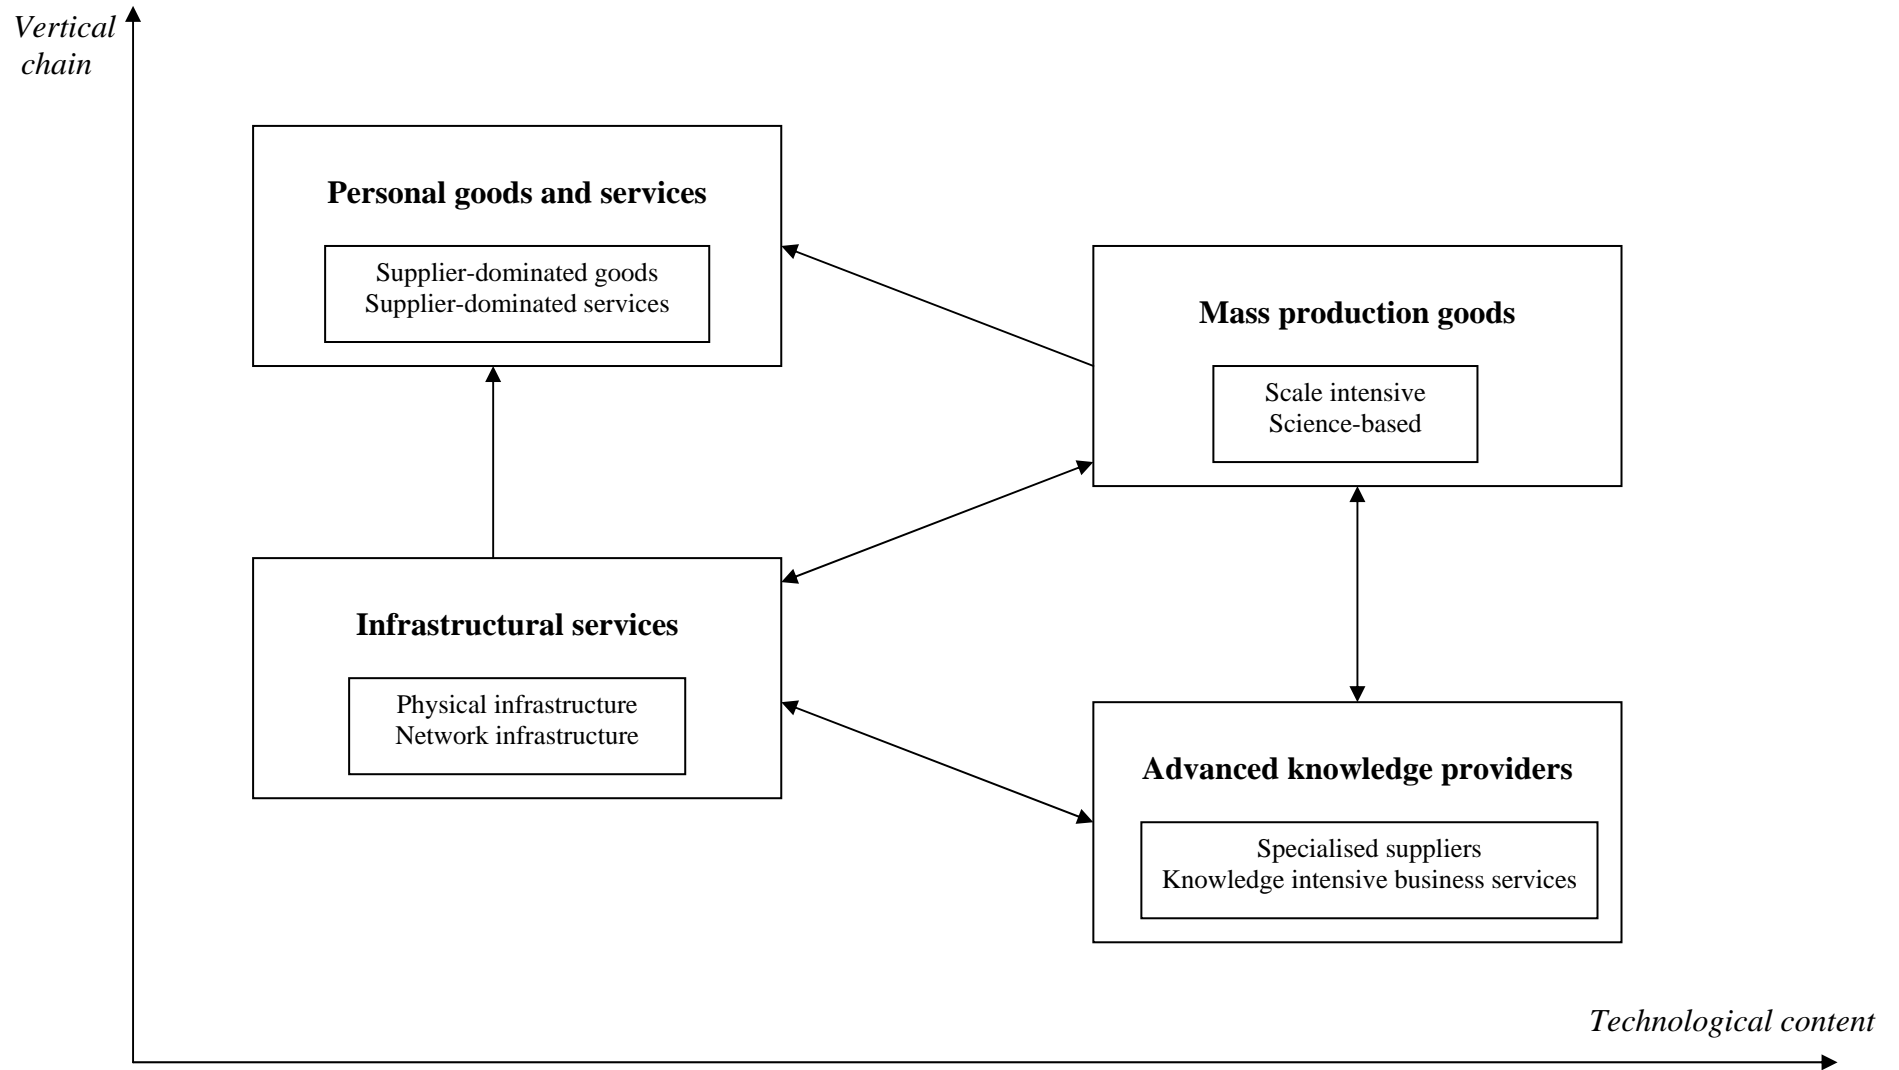 Vertical
chain
Personal goods and services
Supplier-dominated goods
Supplier-dominated services
Mass production goods
Scale intensive
Science-based
Infrastructural services
Physical infrastructure
Network infrastructure
Advanced knowledge providers
Specialised suppliers
Knowledge intensive business services
Technological content